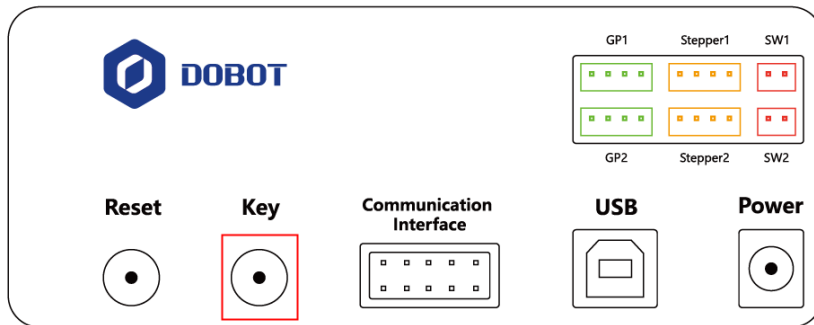 GP1 Stepper1 SW1
DOBOT
GP2 Stepper2 SW2
Reset Key Communication Interface USB Power